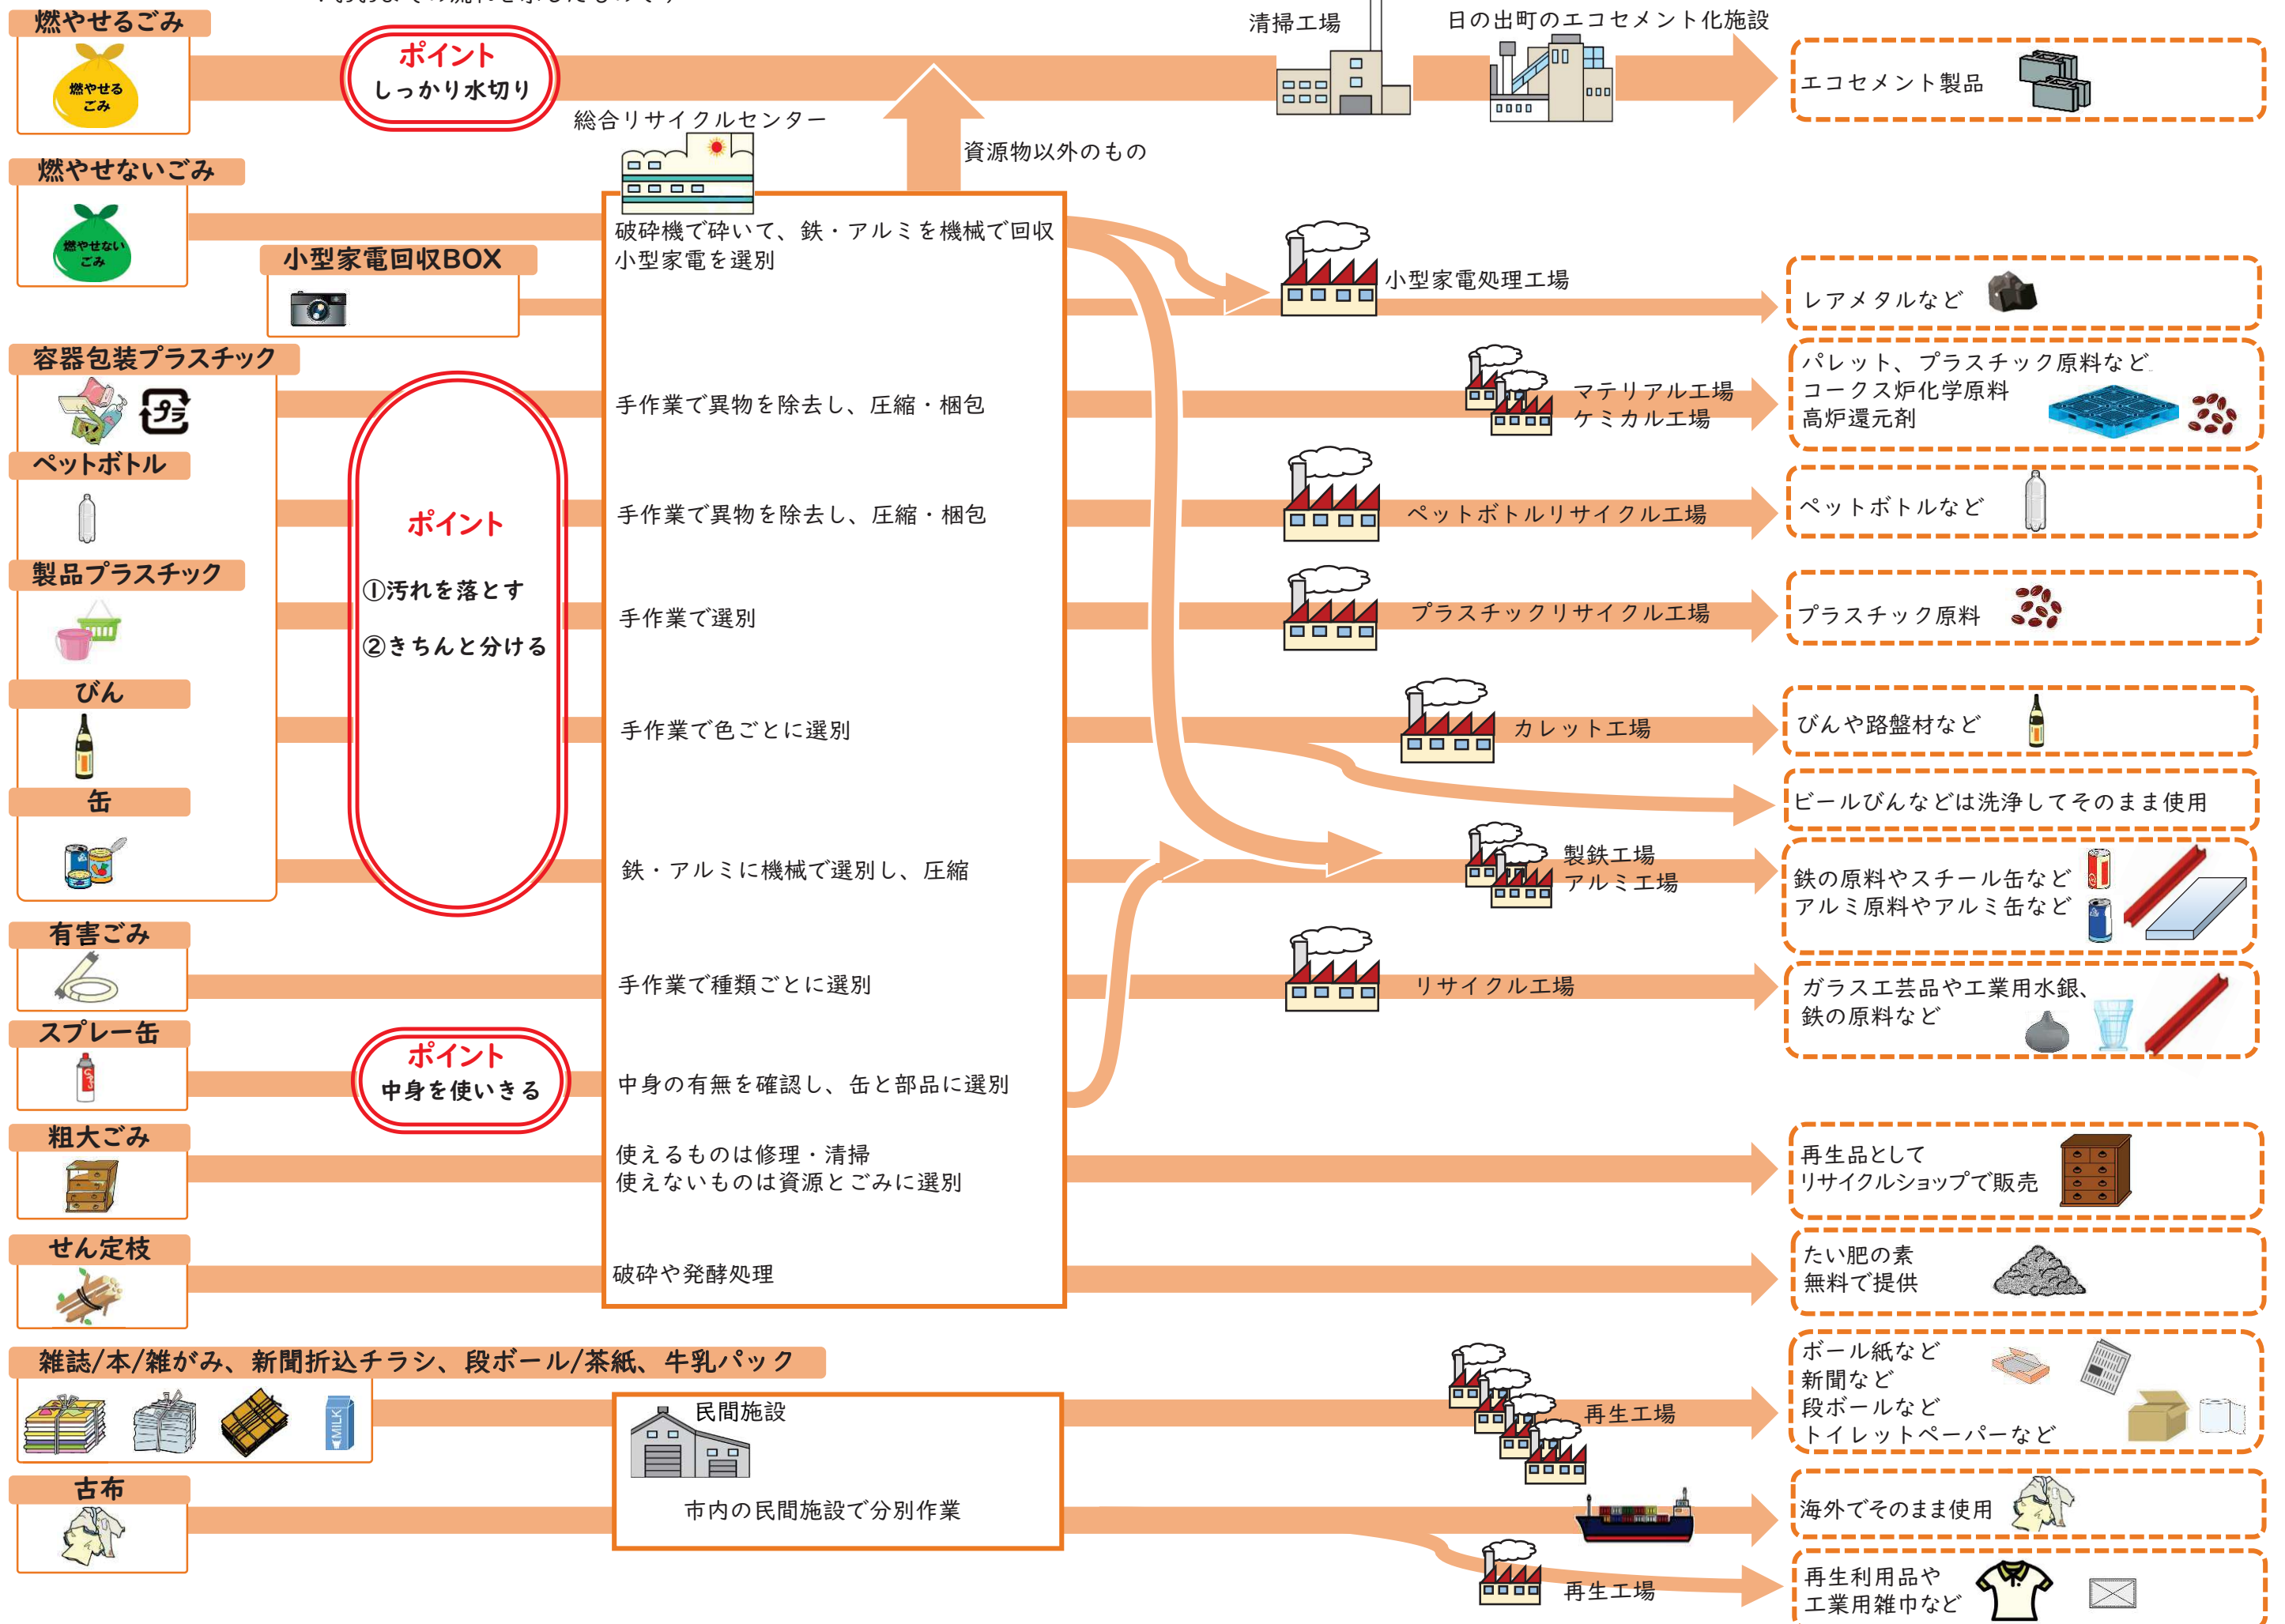 燃やせるごみ
燃やせる
ごみ
ポイント
しっかり水切り
清掃工場
日の出町のエコセメント化施設
エコセメント製品
総合リサイクルセンター
資源物以外のもの
燃やせないごみ
燃やせない
ごみ
破砕機で砕いて、鉄・アルミを機械で回収
小型家電を選別
小型家電回収BOX
小型家電処理工場
レアメタルなど
容器包装プラスチック
プラ
手作業で異物を除去し、圧縮・梱包
マテリアル工場
ケミカル工場
パレット、プラスチック原料など
コークス炉化学原料
高炉還元剤
ペットボトル
ポイント
①汚れを落とす
②きちんと分ける
手作業で異物を除去し、圧縮・梱包
ペットボトルリサイクル工場
ペットボトルなど
製品プラスチック
手作業で選別
プラスチックリサイクル工場
プラスチック原料
びん
手作業で色ごとに選別
カレット工場
びんや路盤材など
ビールびんなどは洗浄してそのまま使用
缶
鉄・アルミに機械で選別し、圧縮
製鉄工場
アルミ工場
鉄の原料やスチール缶など
アルミ原料やアルミ缶など
有害ごみ
手作業で種類ごとに選別
リサイクル工場
ガラス工芸品や工業用水銀、
鉄の原料など
スプレー缶
ポイント
中身を使いきる
中身の有無を確認し、缶と部品に選別
粗大ごみ
使えるものは修理・清掃
使えないものは資源とごみに選別
再生品として
リサイクルショップで販売
せん定枝
破砕や発酵処理
たい肥の素
無料で提供
雑誌/本/雑がみ、新聞折込チラシ、段ボール/茶紙、牛乳パック
MILK
民間施設
市内の民間施設で分別作業
再生工場
ボール紙など
新聞など
段ボールなど
トイレットペーパーなど
古布
海外でそのまま使用
再生工場
再生利用品や
工業用雑巾など